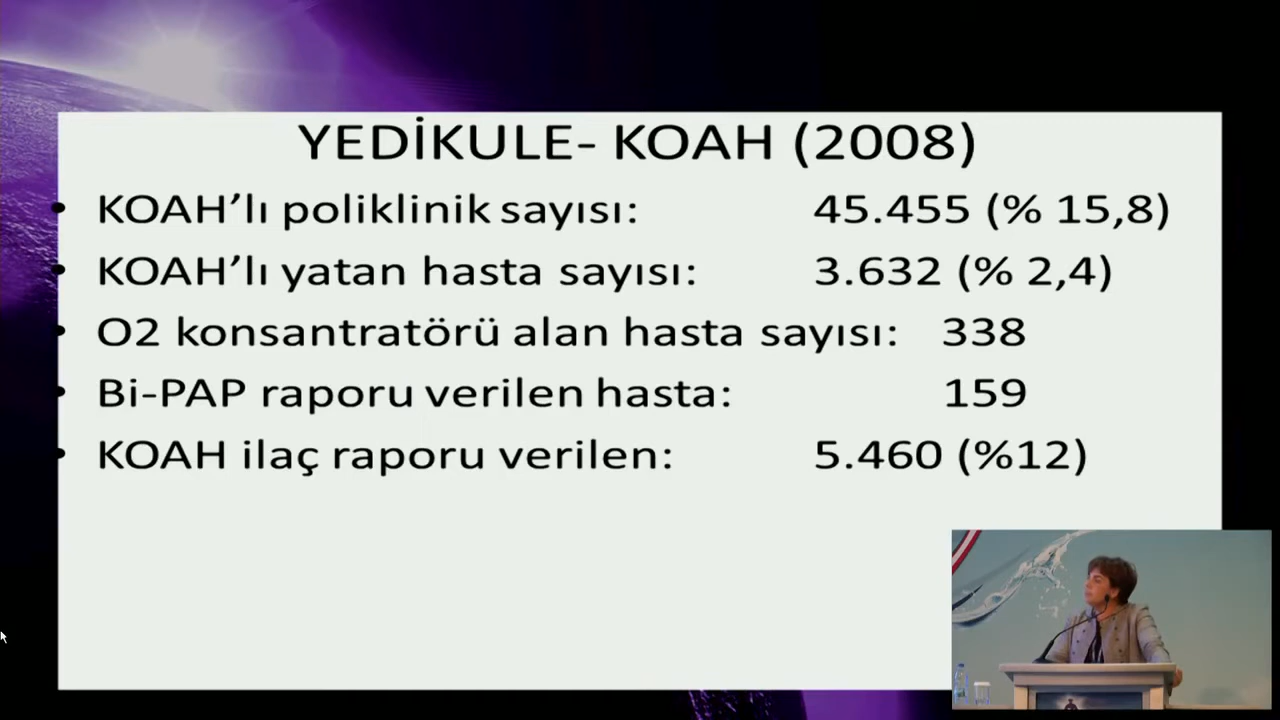 YEDİKULE- KOAH (2008)
• KOAH’lı poliklinik sayısı: 45.455 (% 15,8)
• KOAH’lı yatan hasta sayısı: 3.632 (% 2,4)
• O2 konsantratörü alan hasta sayısı: 338
• Bi-PAP raporu verilen hasta: 159
• KOAH ilaç raporu verilen: 5.460 (%12)